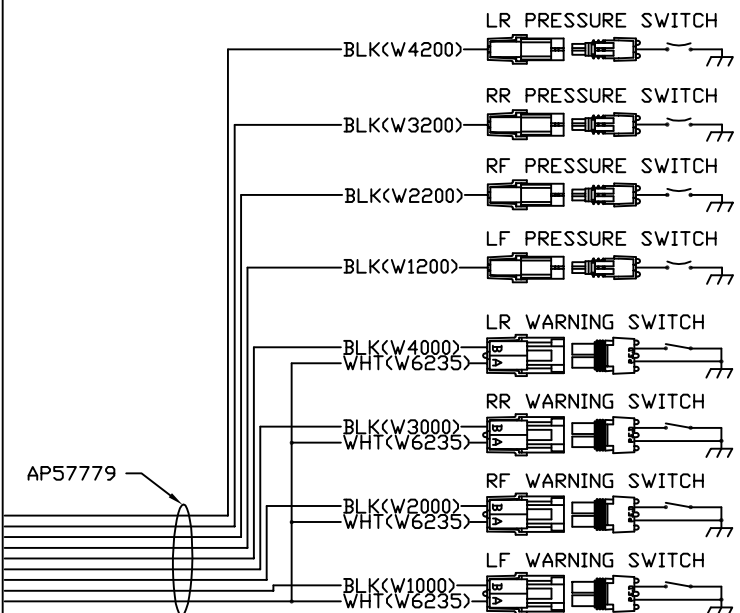 LR PRESSURE SWITCH
BLK(W4200)
RR PRESSURE SWITCH
BLK(W3200)
RF PRESSURE SWITCH
BLK(W2200)
LF PRESSURE SWITCH
BLK(W1200)
LR WARNING SWITCH
BLK(W4000)
B
WHT(W6235)
A
RR WARNING SWITCH
BLK(W3000)
B
WHT(W6235)
A
AP57779
RF WARNING SWITCH
BLK(W2000)
B
WHT(W6235)
A
LF WARNING SWITCH
BLK(W1000)
B
WHT(W6235)
A